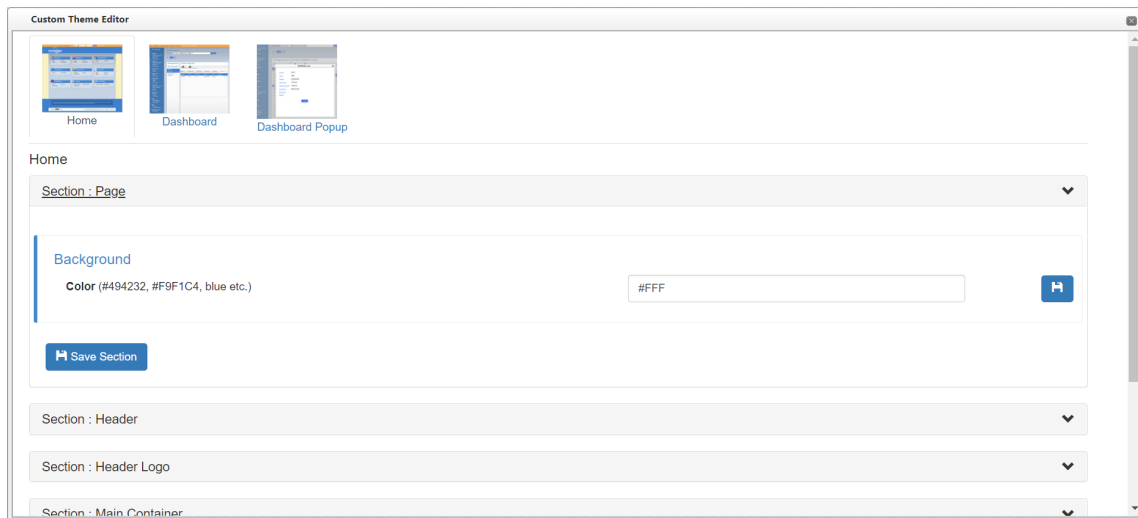 Custom Theme Editor
Home
Dashboard
Dashboard Popup
Home
Section : Page
Background
Color (#494232, #F9F1C4, blue etc.)
#FFF
Save Section
Section : Header
Section : Header Logo
Section : Main Container